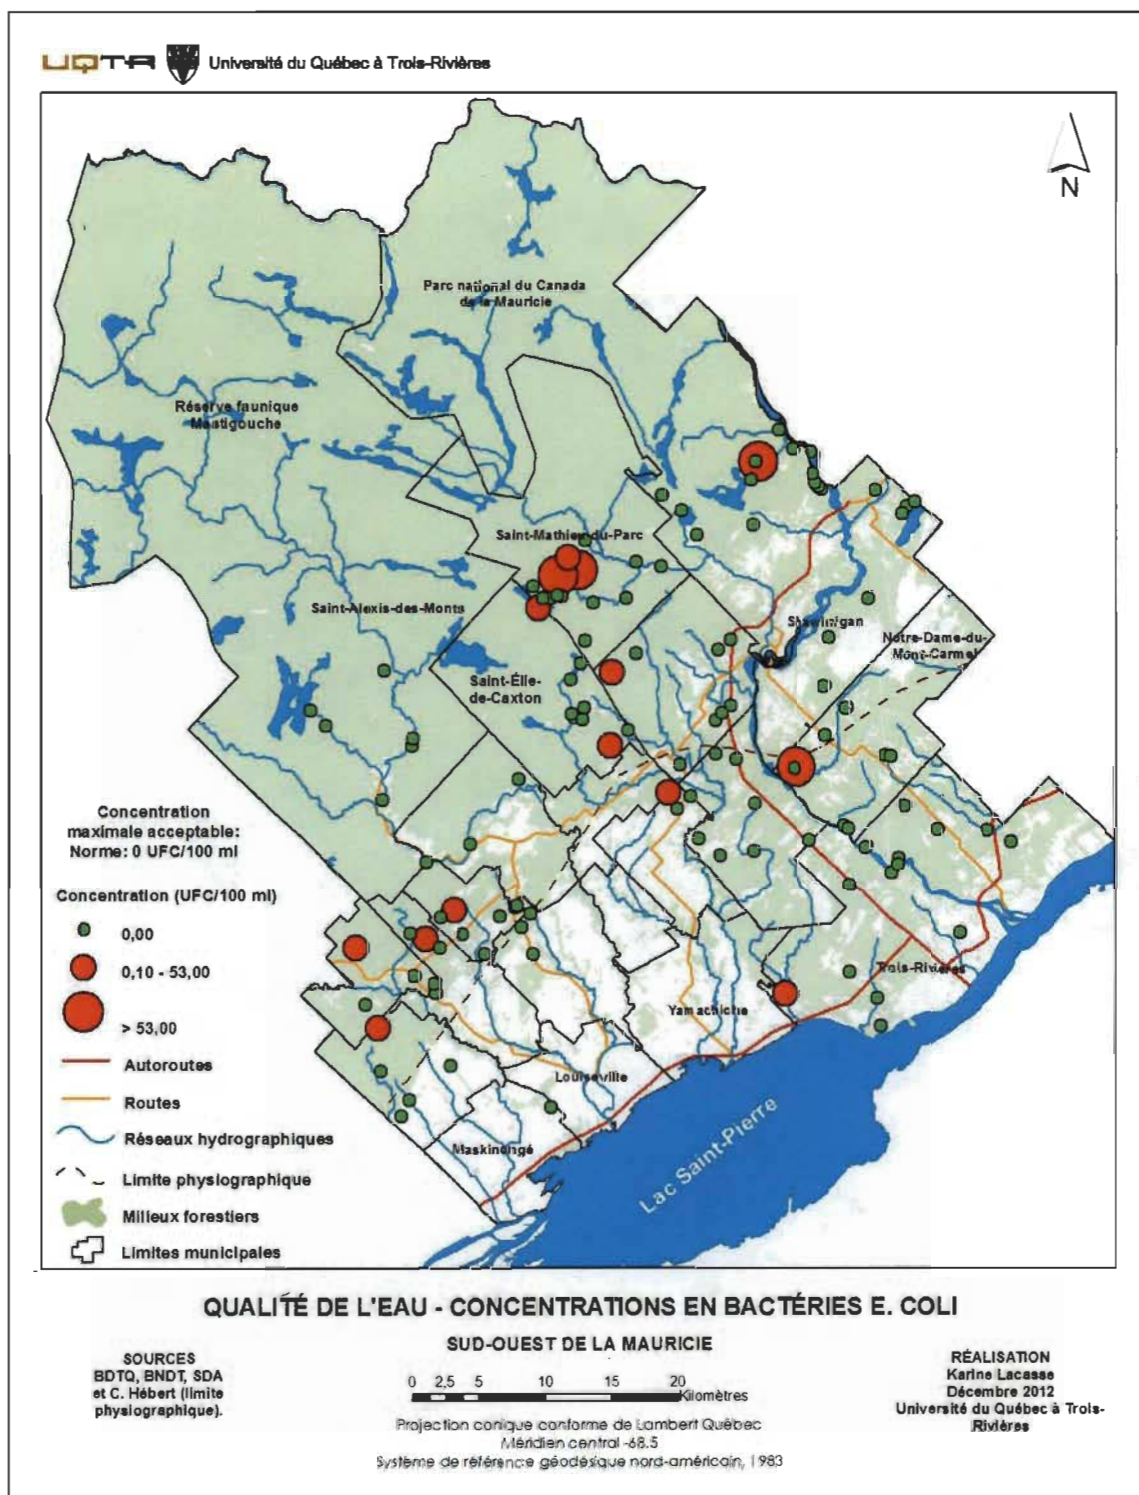 UQTR Université du Québec à Trois-Rivières
N
Parc national du Canada
de la Mauricie
Réserve faunique
Mastigouche
Saint-Mathieu-du-Parc
Saint-Alexis-des-Monts
Shawinigan
Notre-Dame-du-
Mont-Carmel
Saint-Élie-
de-Caxton
Trois-Rivières
Yamachiche
Louiseville
Maskinongé
Lac Saint-Pierre
Concentration
maximale acceptable:
Norme: 0 UFC/100 ml
Concentration (UFC/100 ml)
0,00
0,10 - 53,00
> 53,00
Autoroutes
Routes
Réseaux hydrographiques
Limite physiographique
Milieux forestiers
Limites municipales
QUALITÉ DE L'EAU - CONCENTRATIONS EN BACTÉRIES E. COLI
SUD-OUEST DE LA MAURICIE
SOURCES
BDTQ, BNDT, SDA
et C. Hébert (limite
physiographique).
0 2,5 5 10 15 20
Kilomètres
Projection conique conforme de Lambert Québec
Méridien central -68.5
Système de référence géodésique nord-américain, 1983
RÉALISATION
Karine Lacasse
Décembre 2012
Université du Québec à Trois-
Rivières